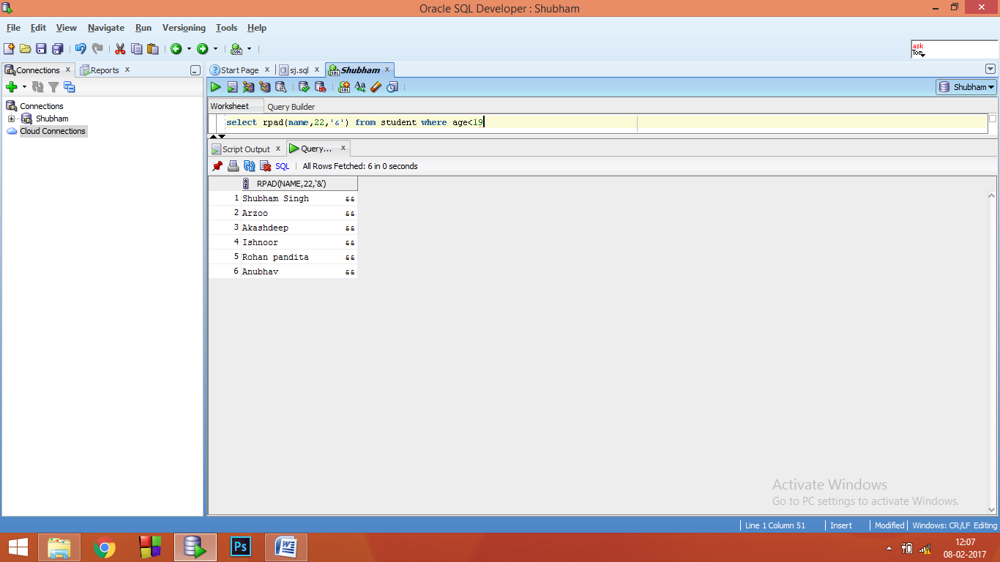 Oracle SQL Developer : Shubham
File Edit View Navigate Run Versioning Tools Help
ask
Tom
Connections x Reports x
Start Page x sj.sql x Shubham x
Shubham
Connections
Shubham
Cloud Connections
Worksheet Query Builder
select rpad(name,22,'&') from student where age<19
Script Output x Query... x
SQL | All Rows Fetched: 6 in 0 seconds
RPAD(NAME,22,'&')
1 Shubham Singh &&
2 Arzoo &&
3 Akashdeep &&
4 Ishnoor &&
5 Rohan pandita &&
6 Anubhav &&
Activate Windows
Go to PC settings to activate Windows.
Line 1 Column 51 | Insert | Modified | Windows: CR/LF Editing
Ps
12:07
08-02-2017